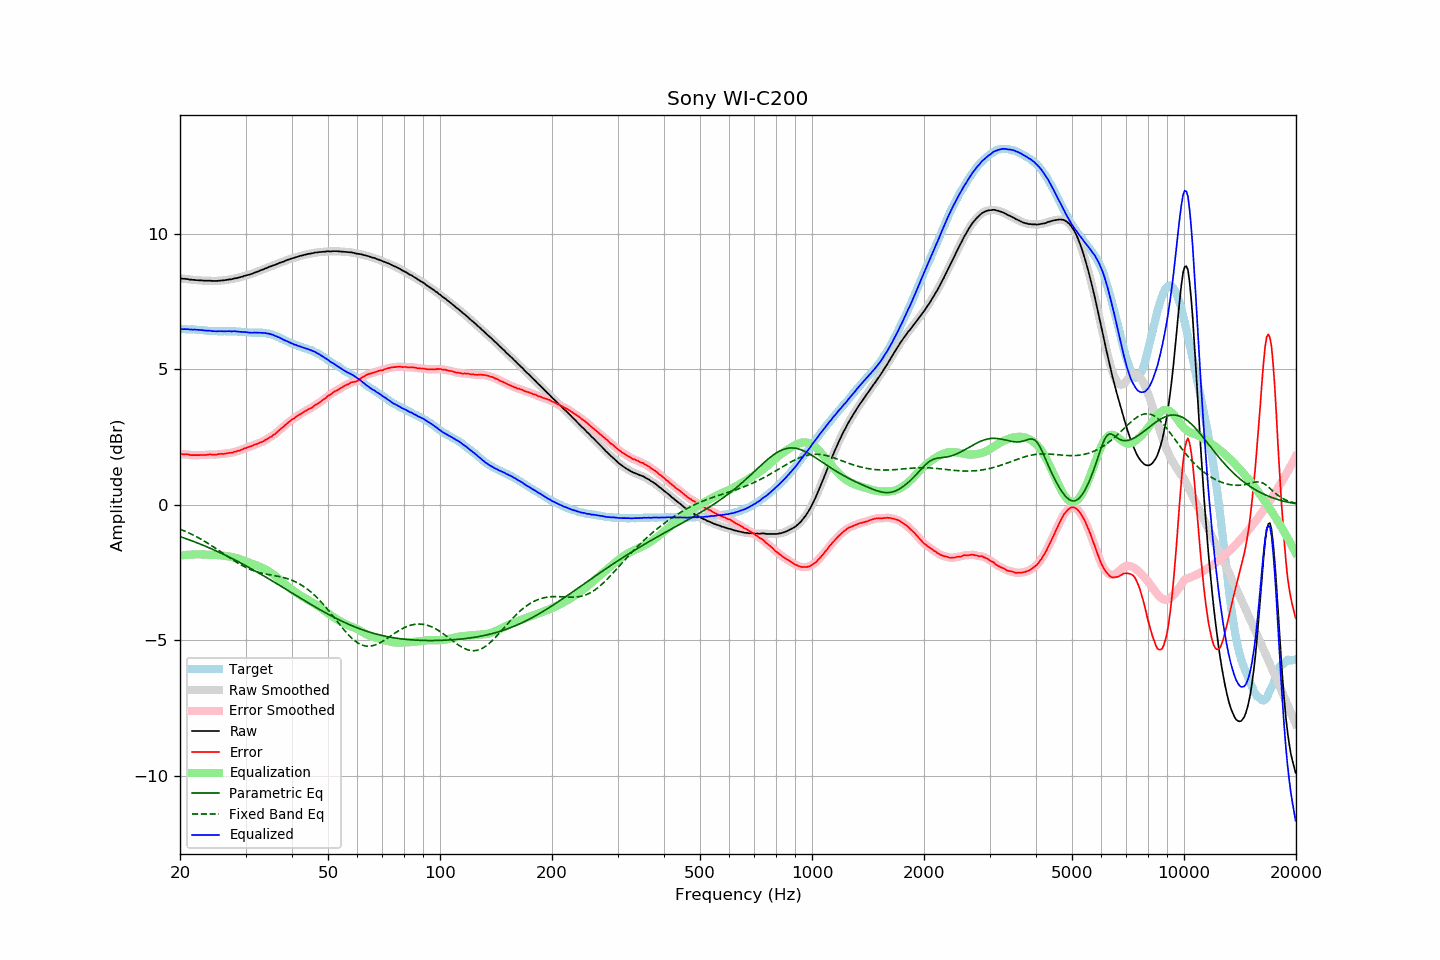 Sony WI-C200
Amplitude (dBr)
10
5
0
−5
−10
Target
Raw Smoothed
Error Smoothed
Raw
Error
Equalization
Parametric Eq
Fixed Band Eq
Equalized
20 50 100 200 500 1000 2000 5000 10000 20000
Frequency (Hz)